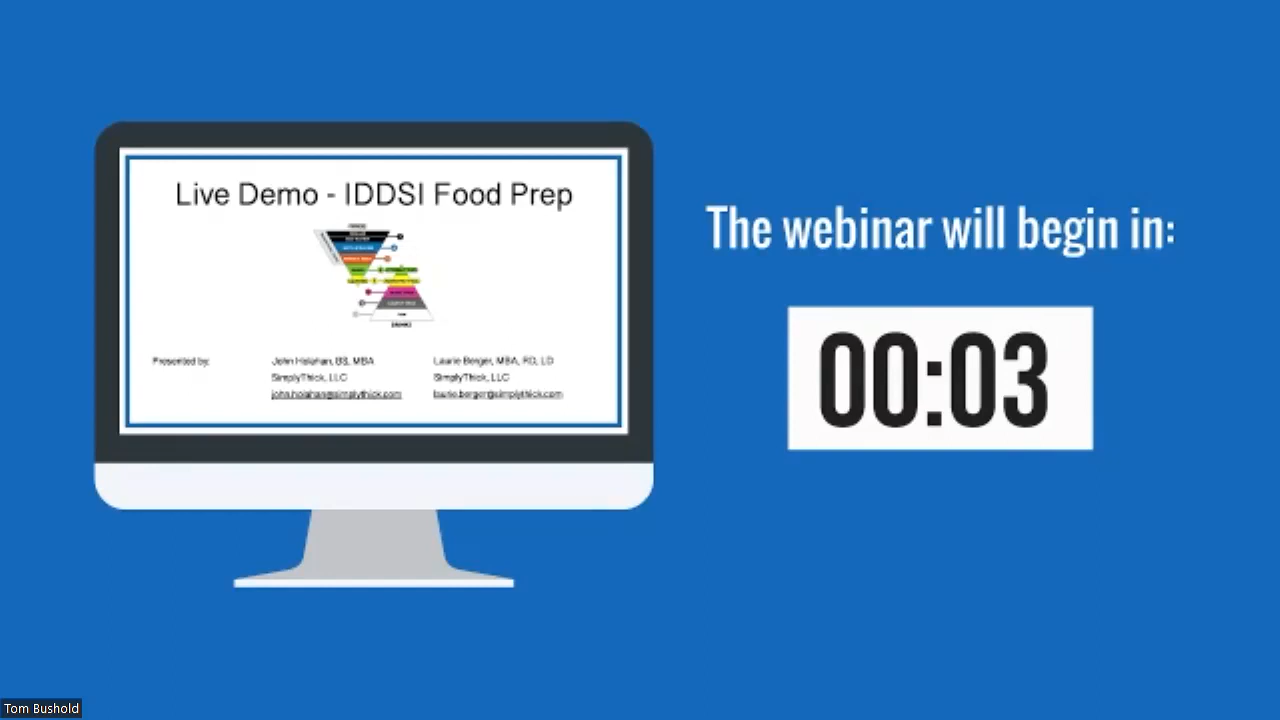 Live Demo - IDDSI Food Prep
The webinar will begin in:
00:03
Presented by:
John Holahan, BS, MBA
Laurie Berger, MBA, RD, LD
SimplyThick, LLC
SimplyThick, LLC
john.holahan@simplythick.com
laurie.berger@simplythick.com
Tom Bushold